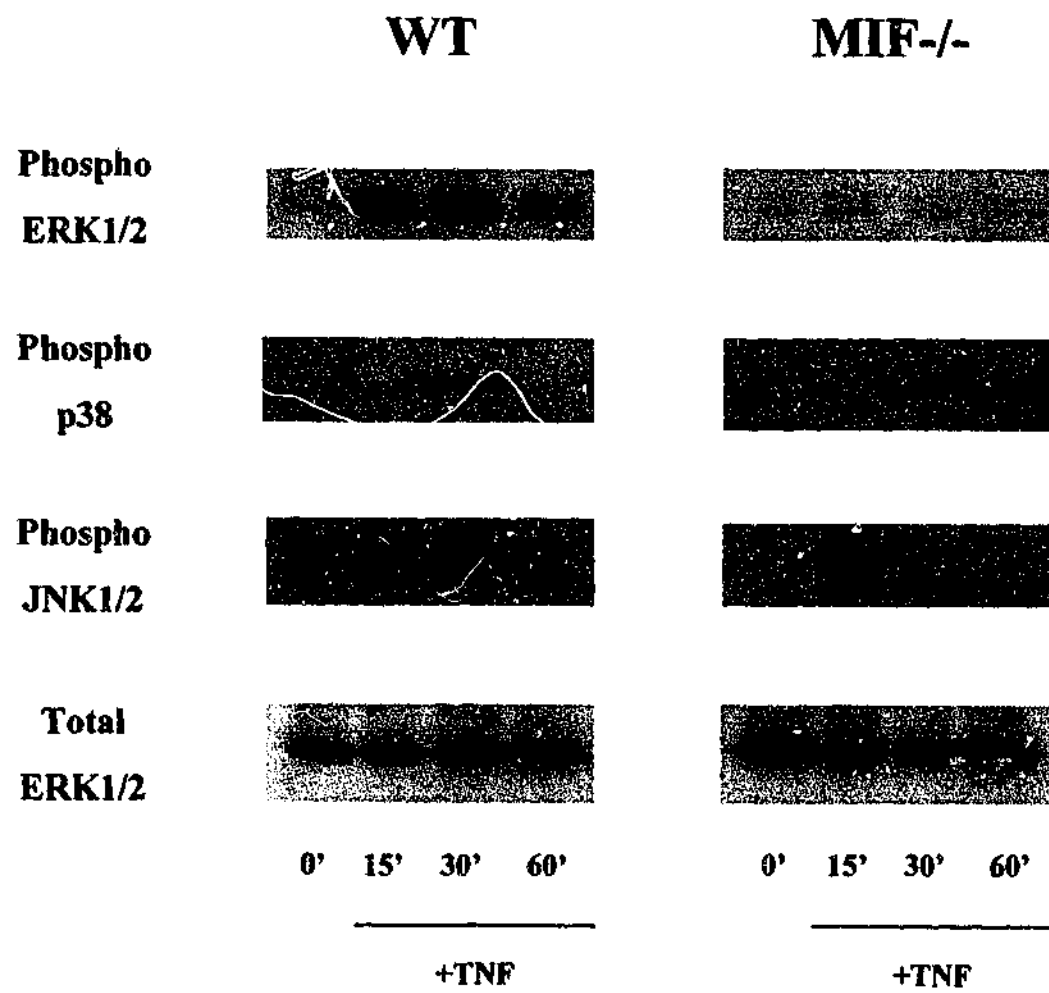 WT MIF-/-
Phospho
ERK1/2
Phospho
p38
Phospho
JNK1/2
Total
ERK1/2
0' 15' 30' 60' 0' 15' 30' 60'
+TNF +TNF